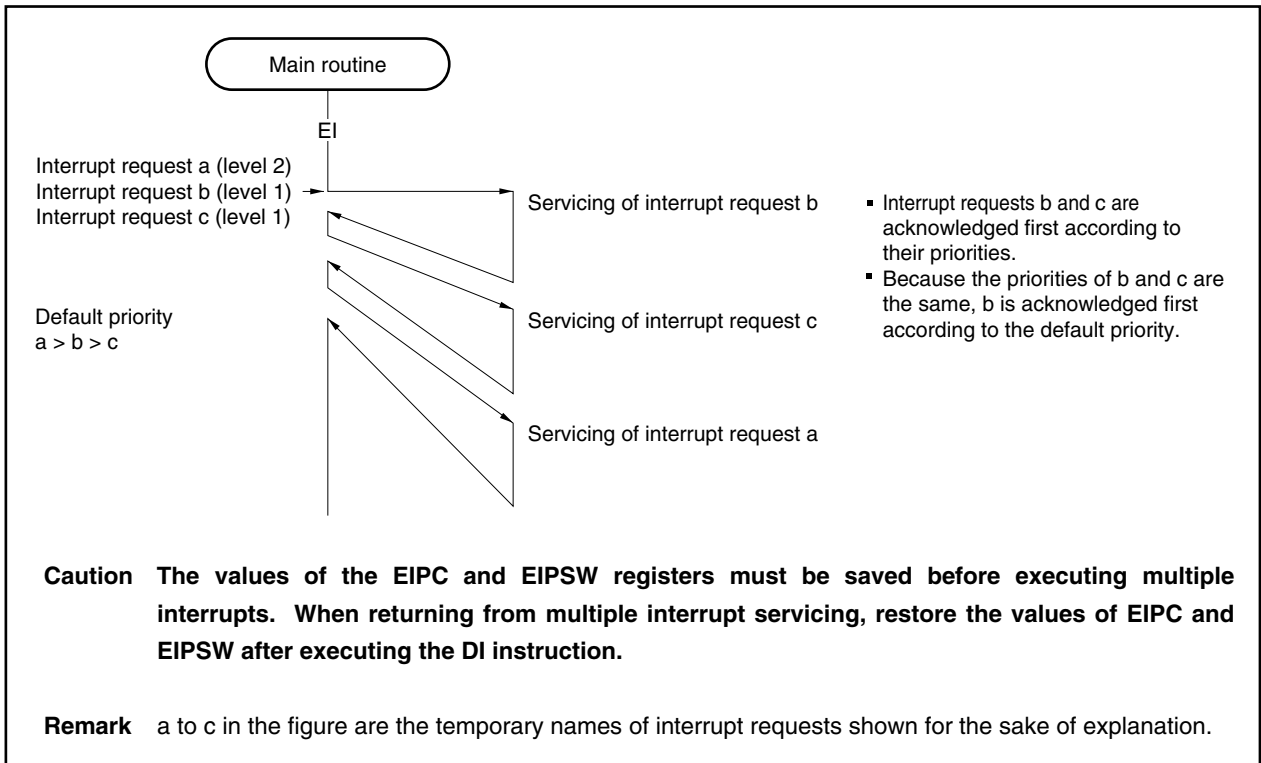 Main routine
EI
Interrupt request a (level 2)
Interrupt request b (level 1)
Interrupt request c (level 1)
Servicing of interrupt request b
▪ Interrupt requests b and c are
acknowledged first according to
their priorities.
▪ Because the priorities of b and c are
the same, b is acknowledged first
according to the default priority.
Default priority
a > b > c
Servicing of interrupt request c
Servicing of interrupt request a
Caution The values of the EIPC and EIPSW registers must be saved before executing multiple
interrupts. When returning from multiple interrupt servicing, restore the values of EIPC and
EIPSW after executing the DI instruction.
Remark a to c in the figure are the temporary names of interrupt requests shown for the sake of explanation.